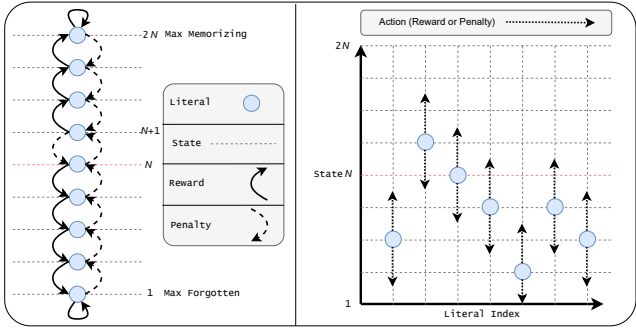 2N Max Memorizing
N+1
N
1 Max Forgotten
Literal
State
Reward
Penalty
Action (Reward or Penalty)
2N
State N
1
Literal Index